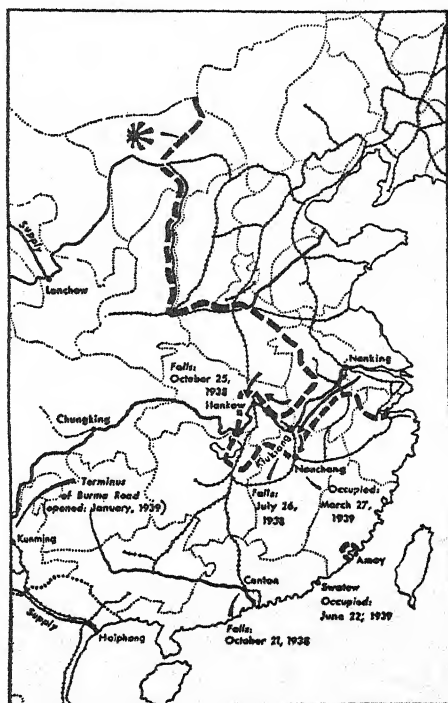 Supply
Lanchow
Nanking
Falls:
October 25,
1938
Hankow
Chungking
Kiukiang
Nanchang
Terminus
of Burma Road
(opened: January, 1939)
Falls:
July 26,
1938
Occupied:
March 27,
1939
Kunming
Amoy
Canton
Swatow
Occupied:
June 22, 1939
Supply
Haiphong
Falls:
October 21, 1938